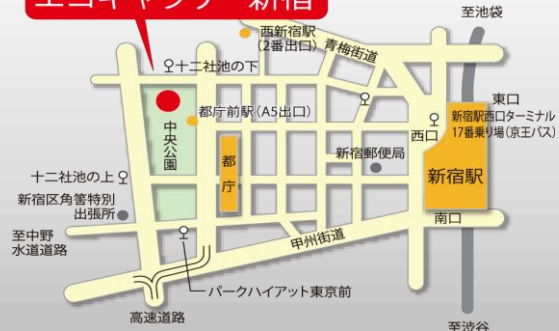 エコギャラリー新宿
至池袋
西新宿駅
(2番出口)
青梅街道
十二社池の下
東口
都庁前駅(A5出口)
新宿駅西口ターミナル
17番乗り場(京王バス)
西口
中央公園
新宿郵便局
都庁
新宿駅
十二社池の上
新宿区角筈特別
出張所
南口
至中野
水道道路
甲州街道
パークハイアット東京前
高速道路
至渋谷